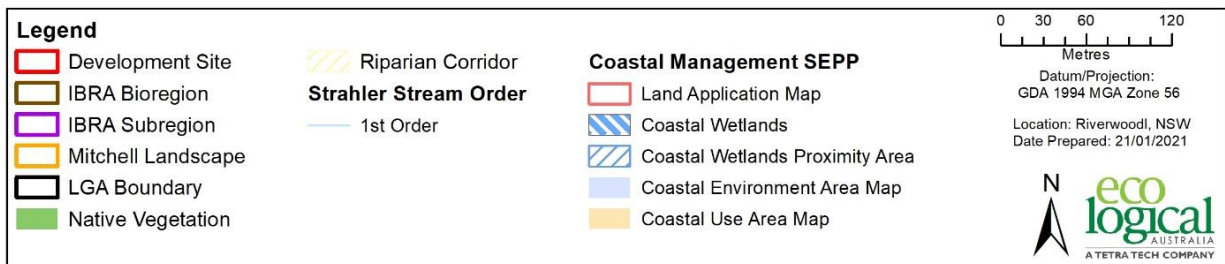 Legend
Development Site
IBRA Bioregion
IBRA Subregion
Mitchell Landscape
LGA Boundary
Native Vegetation
Riparian Corridor
Strahler Stream Order
1st Order
Coastal Management SEPP
Land Application Map
Coastal Wetlands
Coastal Wetlands Proximity Area
Coastal Environment Area Map
Coastal Use Area Map
0 30 60 120
Metres
Datum/Projection:
GDA 1994 MGA Zone 56
Location: Riverwoodl, NSW
Date Prepared: 21/01/2021
N
eco
logical
AUSTRALIA
A TETRA TECH COMPANY